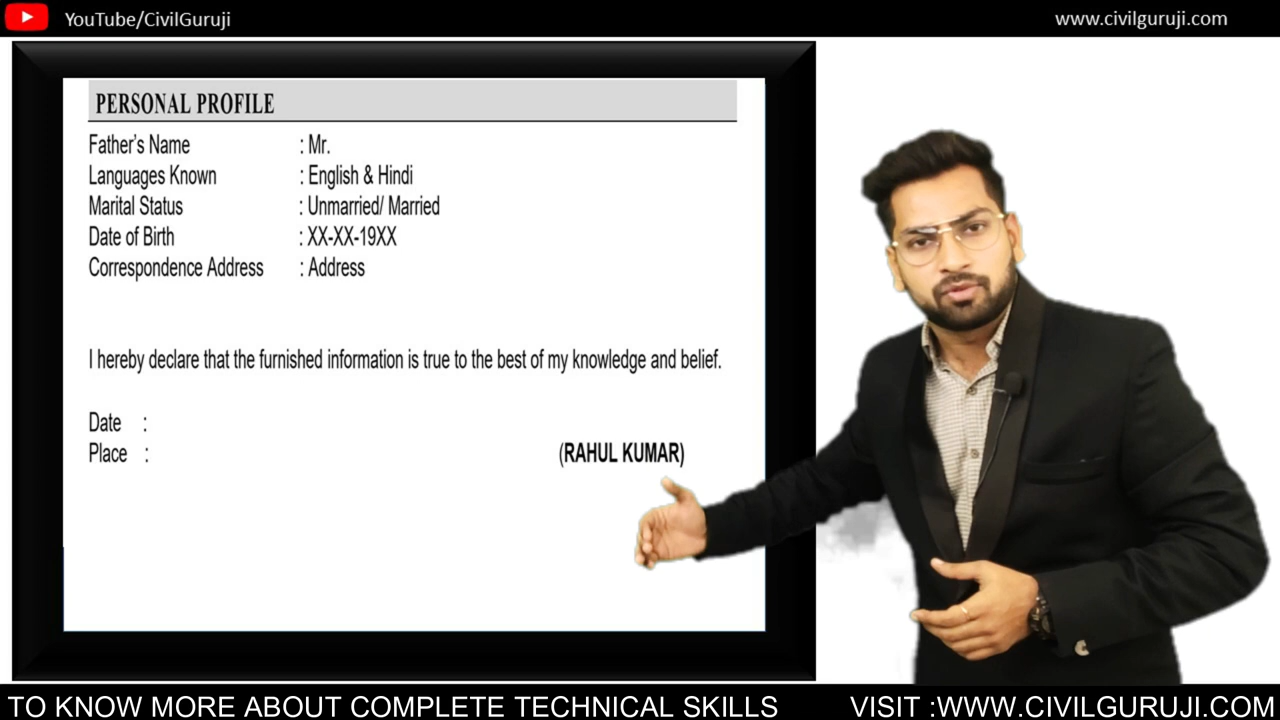 YouTube/CivilGuruji
www.civilguruji.com
PERSONAL PROFILE
Father's Name : Mr.
Languages Known : English & Hindi
Marital Status : Unmarried/ Married
Date of Birth : XX-XX-19XX
Correspondence Address : Address
I hereby declare that the furnished information is true to the best of my knowledge and belief.
Date :
Place : (RAHUL KUMAR)
TO KNOW MORE ABOUT COMPLETE TECHNICAL SKILLS VISIT :WWW.CIVILGURUJI.COM